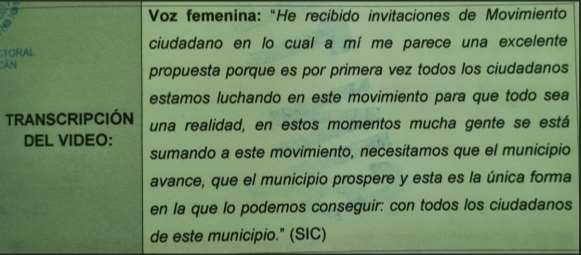 CTORAL
CÁN
TRANSCRIPCIÓN
DEL VIDEO:
Voz femenina: "He recibido invitaciones de Movimiento
ciudadano en lo cual a mí me parece una excelente
propuesta porque es por primera vez todos los ciudadanos
estamos luchando en este movimiento para que todo sea
una realidad, en estos momentos mucha gente se está
sumando a este movimiento, necesitamos que el municipio
avance, que el municipio prospere y esta es la única forma
en la que lo podemos conseguir: con todos los ciudadanos
de este municipio." (SIC)